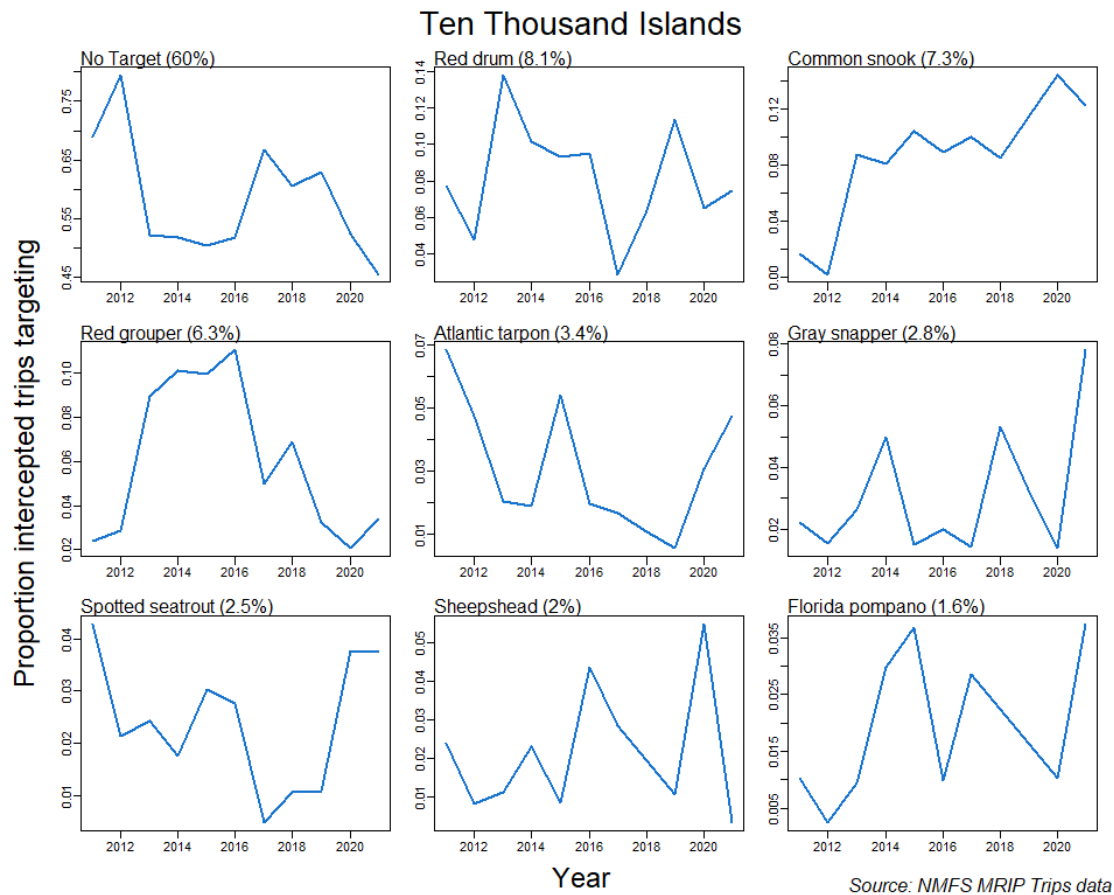 Ten Thousand Islands
Proportion intercepted trips targeting
No Target (60%)
0.45 0.55 0.65 0.75
2012 2014 2016 2018 2020
Red drum (8.1%)
0.04 0.06 0.08 0.10 0.12 0.14
2012 2014 2016 2018 2020
Common snook (7.3%)
0.00 0.04 0.08 0.12
2012 2014 2016 2018 2020
Red grouper (6.3%)
0.02 0.04 0.06 0.08 0.10
2012 2014 2016 2018 2020
Atlantic tarpon (3.4%)
0.01 0.03 0.05 0.07
2012 2014 2016 2018 2020
Gray snapper (2.8%)
0.02 0.04 0.06 0.08
2012 2014 2016 2018 2020
Spotted seatrout (2.5%)
0.01 0.02 0.03 0.04
2012 2014 2016 2018 2020
Sheepshead (2%)
0.01 0.02 0.03 0.04 0.05
2012 2014 2016 2018 2020
Florida pompano (1.6%)
0.005 0.015 0.025 0.035
2012 2014 2016 2018 2020
Year
Source: NMFS MRIP Trips data